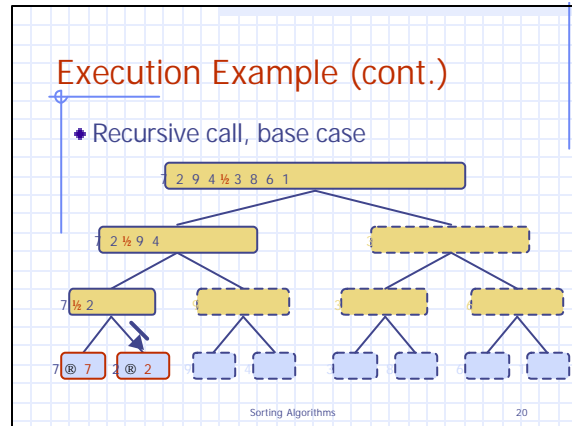 Execution Example (cont.)
Recursive call, base case
7 2 9 4 ½ 3 8 6 1
7 2 ½ 9 4
7 ½ 2
7 ® 7 2 ® 2
Sorting Algorithms 20